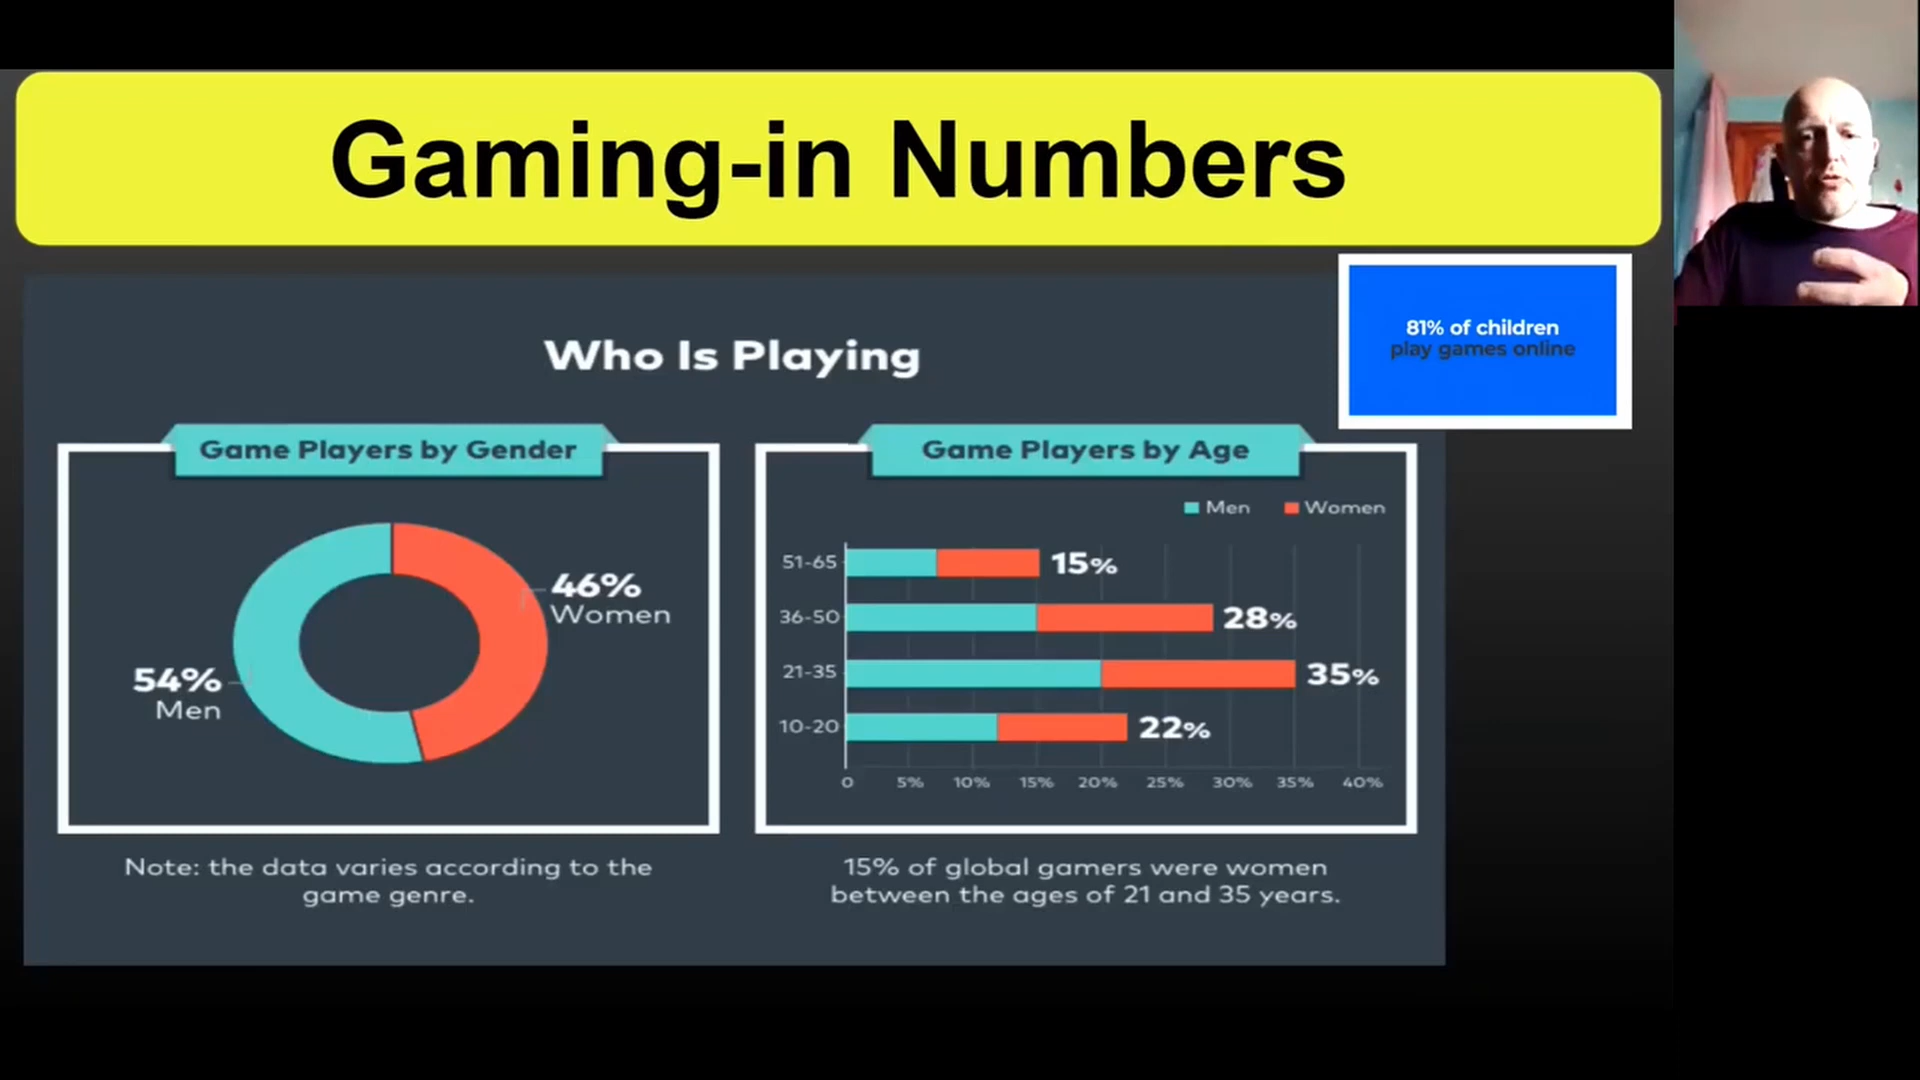 Gaming-in Numbers
81% of children
play games online
Who Is Playing
Game Players by Gender
46%
Women
54%
Men
Note: the data varies according to the
game genre.
Game Players by Age
Men Women
51-65 15%
36-50 28%
21-35 35%
10-20 22%
0 5% 10% 15% 20% 25% 30% 35% 40%
15% of global gamers were women
between the ages of 21 and 35 years.